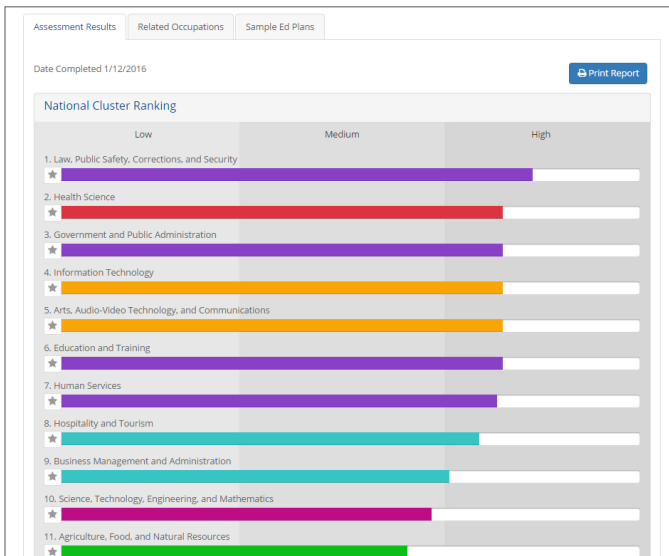 Assessment Results Related Occupations Sample Ed Plans
Date Completed 1/12/2016
Print Report
National Cluster Ranking
Low Medium High
1. Law, Public Safety, Corrections, and Security
2. Health Science
3. Government and Public Administration
4. Information Technology
5. Arts, Audio-Video Technology, and Communications
6. Education and Training
7. Human Services
8. Hospitality and Tourism
9. Business Management and Administration
10. Science, Technology, Engineering, and Mathematics
11. Agriculture, Food, and Natural Resources